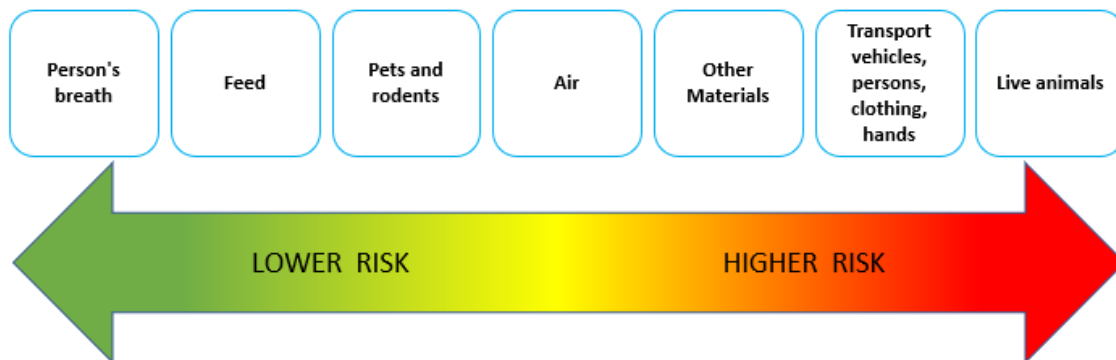 Person's
breath
Feed
Pets and
rodents
Air
Other
Materials
Transport
vehicles,
persons,
clothing,
hands
Live animals
LOWER RISK
HIGHER RISK